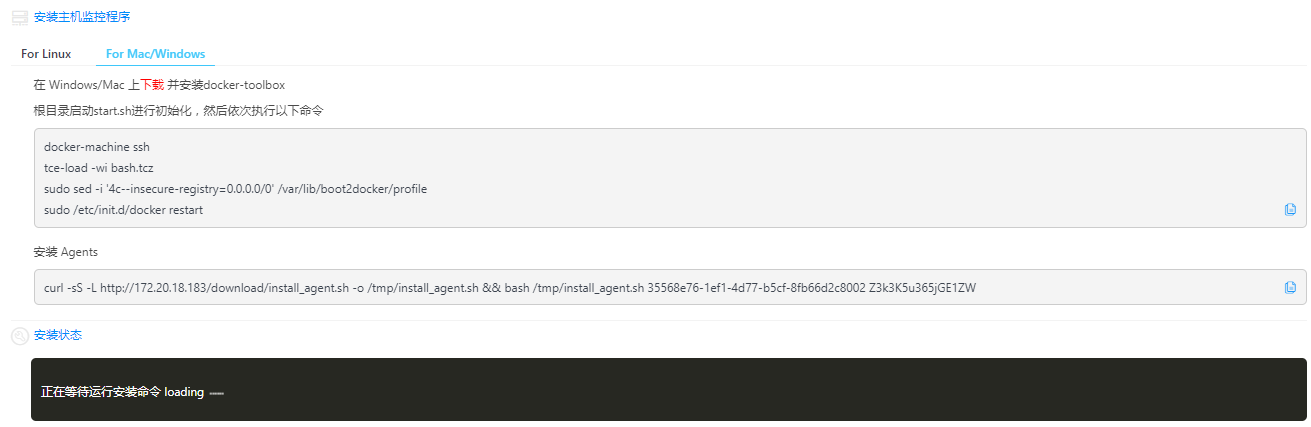 安装主机监控程序
For Linux
For Mac/Windows
在 Windows/Mac 上下载 并安装docker-toolbox
根目录启动start.sh进行初始化，然后依次执行以下命令
docker-machine ssh
tce-load -wi bash.tcz
sudo sed -i '4c--insecure-registry=0.0.0.0/0' /var/lib/boot2docker/profile
sudo /etc/init.d/docker restart
安装 Agents
curl -sS -L http://172.20.18.183/download/install_agent.sh -o /tmp/install_agent.sh && bash /tmp/install_agent.sh 35568e76-1ef1-4d77-b5cf-8fb66d2c8002 Z3k3K5u365jGE1ZW
安装状态
正在等待运行安装命令 loading